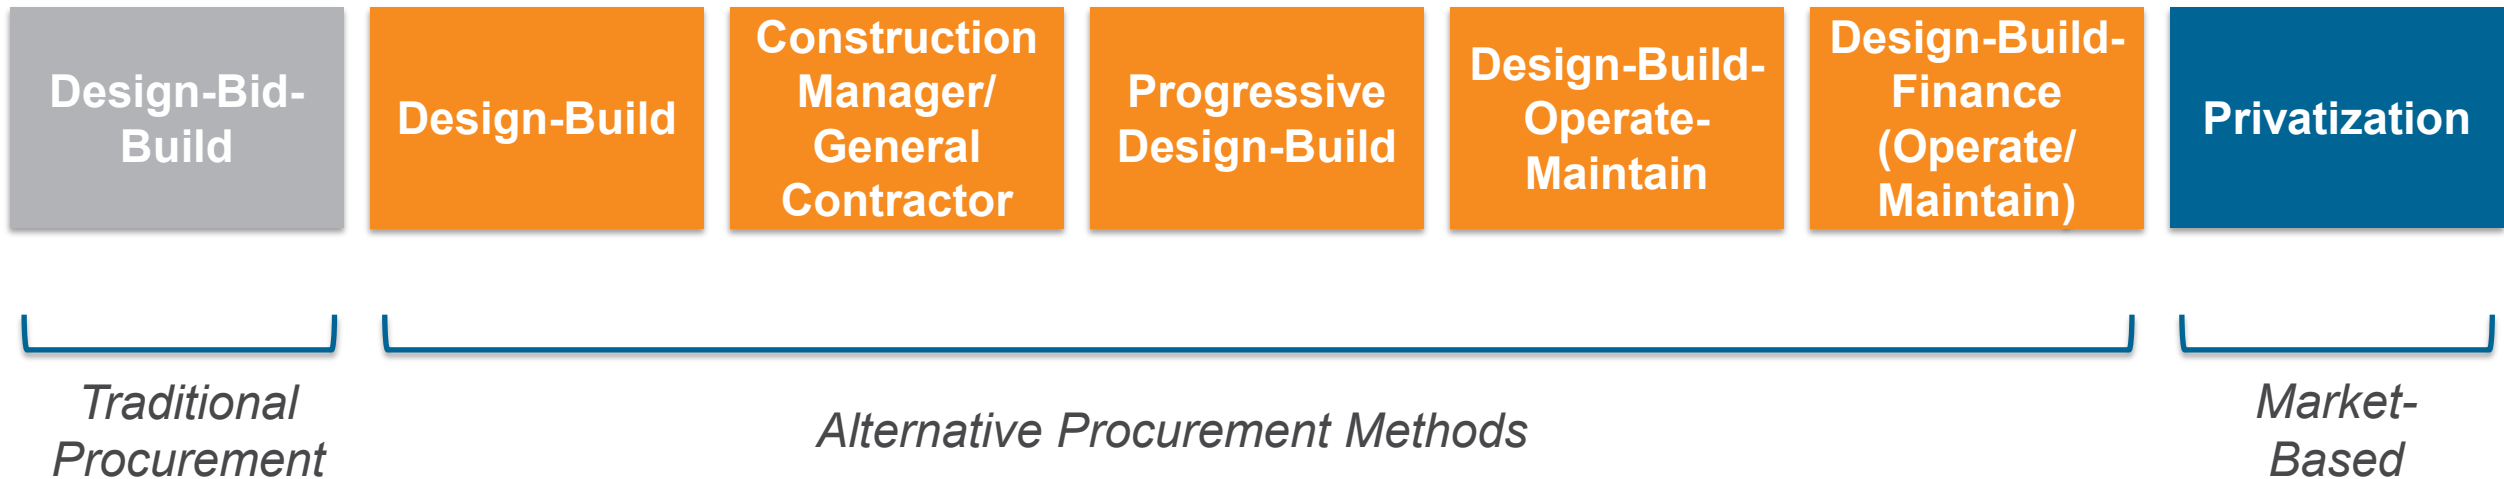 Design-Bid-
Build
Design-Build
Construction
Manager/
General
Contractor
Progressive
Design-Build
Design-Build-
Operate-
Maintain
Design-Build-
Finance
(Operate/
Maintain)
Privatization
Traditional
Procurement
Alternative Procurement Methods
Market-
Based